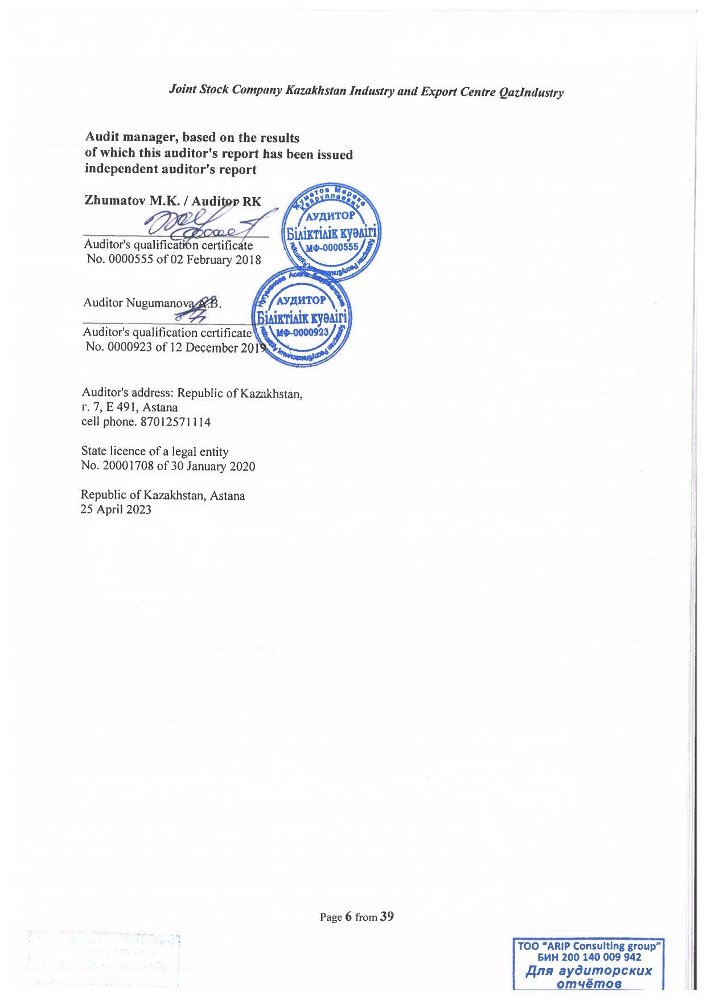 Joint Stock Company Kazakhstan Industry and Export Centre QazIndustry
Audit manager, based on the results
of which this auditor's report has been issued
independent auditor's report
Zhumatov M.K. / Auditor RK
Auditor's qualification certificate
No. 0000555 of 02 February 2018
Жуматов Мереке
Кайруллаевич
АУДИТОР
Біліктілік куәлігі
МФ-0000555
Auditor Nugumanova A.B.
Auditor's qualification certificate
No. 0000923 of 12 December 2019
Нугуманова Асель Бауржановна
АУДИТОР
Біліктілік куәлігі
МФ-0000923
Auditor's address: Republic of Kazakhstan,
г. 7, E 491, Astana
cell phone. 87012571114
State licence of a legal entity
No. 20001708 of 30 January 2020
Republic of Kazakhstan, Astana
25 April 2023
Page 6 from 39
ТОО “ARIP Consulting group”
БИН 200 140 009 942
Для аудиторских
отчётов